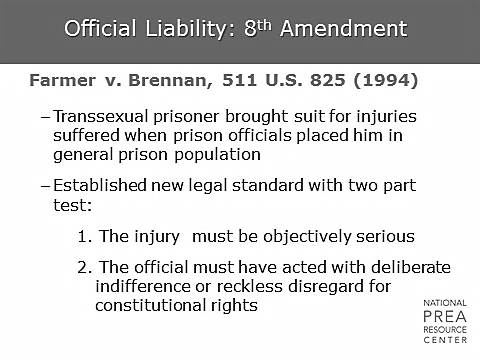 Official Liability: 8th Amendment
Farmer v. Brennan, 511 U.S. 825 (1994)
–Transsexual prisoner brought suit for injuries
suffered when prison officials placed him in
general prison population
–Established new legal standard with two part
test:
1. The injury must be objectively serious
2. The official must have acted with deliberate
indifference or reckless disregard for
constitutional rights
NATIONAL
PREA
RESOURCE
CENTER